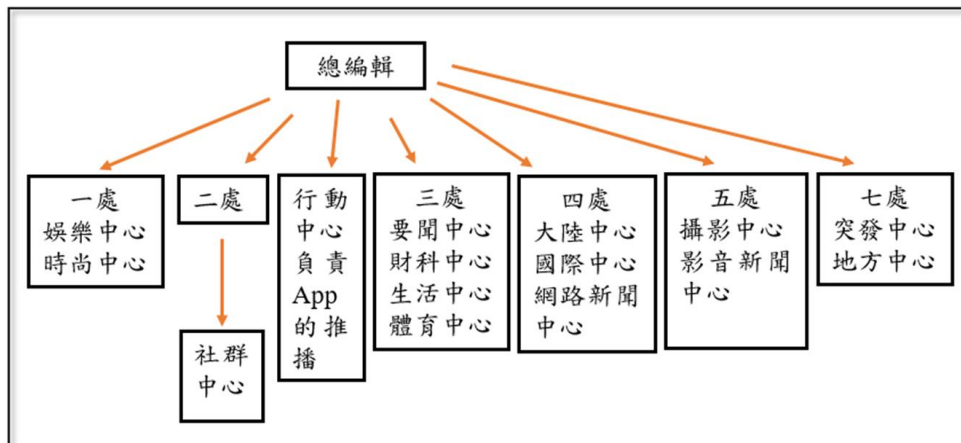 總編輯
一處
娛樂中心
時尚中心
二處
社群
中心
行動
中心
負責
App
的推
播
三處
要聞中心
財科中心
生活中心
體育中心
四處
大陸中心
國際中心
網路新聞
中心
五處
攝影中心
影音新聞
中心
七處
突發中心
地方中心